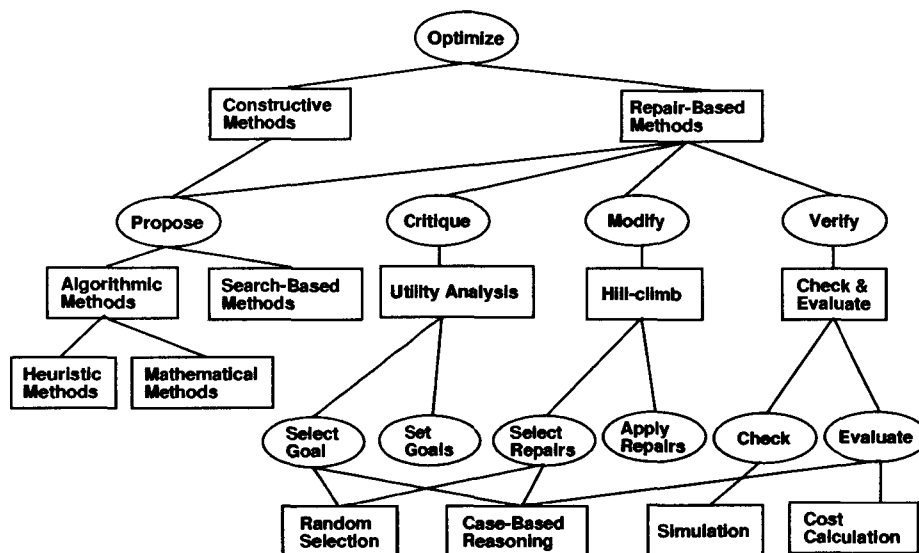 Optimize
Constructive
Methods
Repair-Based
Methods
Propose
Critique
Modify
Verify
Algorithmic
Methods
Search-Based
Methods
Utility Analysis
Hill-climb
Check &
Evaluate
Heuristic
Methods
Mathematical
Methods
Select
Goal
Set
Goals
Select
Repairs
Apply
Repairs
Check
Evaluate
Random
Selection
Case-Based
Reasoning
Simulation
Cost
Calculation